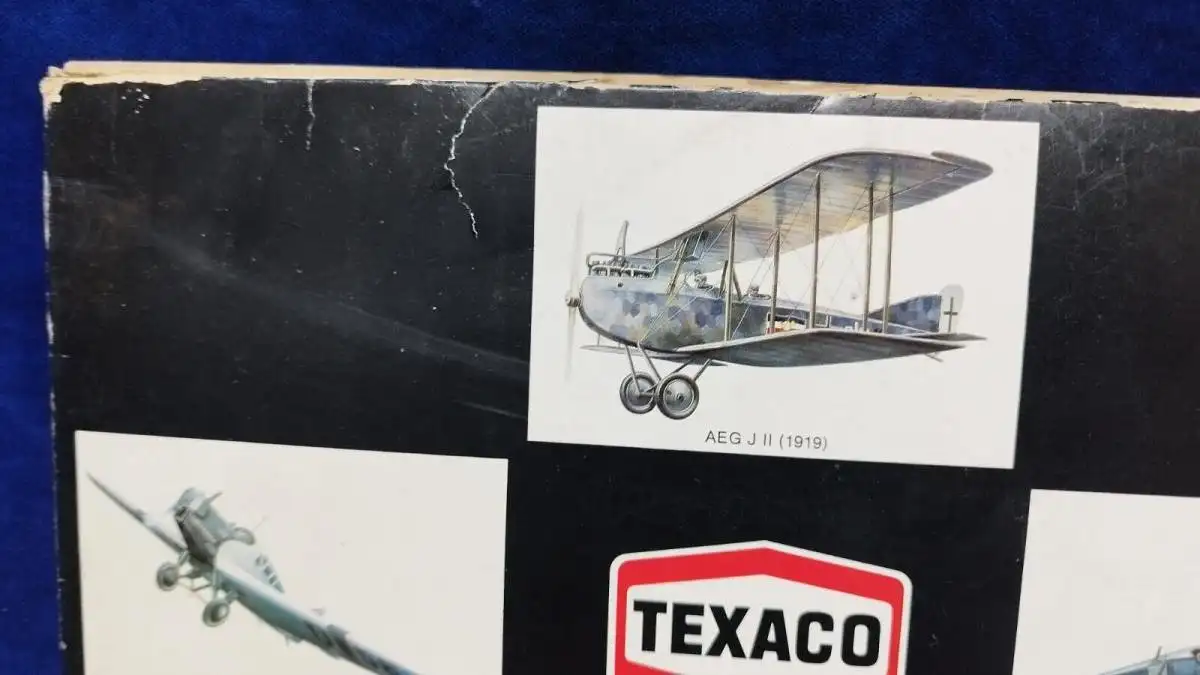 AEG J II (1919)
TEXACO